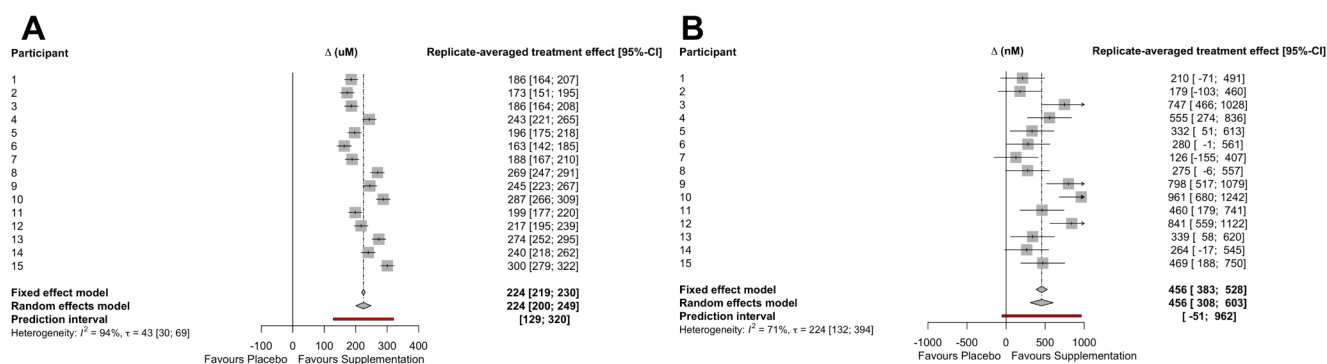 A
Participant Δ (uM) Replicate-averaged treatment effect [95%-CI]
1 186 [164; 207]
2 173 [151; 195]
3 186 [164; 208]
4 243 [221; 265]
5 196 [175; 218]
6 163 [142; 185]
7 188 [167; 210]
8 269 [247; 291]
9 245 [223; 267]
10 287 [266; 309]
11 199 [177; 220]
12 217 [195; 239]
13 274 [252; 295]
14 240 [218; 262]
15 300 [279; 322]
Fixed effect model 224 [219; 230]
Random effects model 224 [200; 249]
Prediction interval [129; 320]
Heterogeneity: I² = 94%, τ = 43 [30; 69]
-100 0 100 200 300 400
Favours Placebo Favours Supplementation
B
Participant Δ (nM) Replicate-averaged treatment effect [95%-CI]
1 210 [ -71; 491]
2 179 [-103; 460]
3 747 [ 466; 1028]
4 555 [ 274; 836]
5 332 [ 51; 613]
6 280 [ -1; 561]
7 126 [-155; 407]
8 275 [ -6; 557]
9 798 [ 517; 1079]
10 961 [ 680; 1242]
11 460 [ 179; 741]
12 841 [ 559; 1122]
13 339 [ 58; 620]
14 264 [ -17; 545]
15 469 [ 188; 750]
Fixed effect model 456 [ 383; 528]
Random effects model 456 [ 308; 603]
Prediction interval [ -51; 962]
Heterogeneity: I² = 71%, τ = 224 [132; 394]
-1000 -500 0 500 1000
Favours Placebo Favours Supplementation